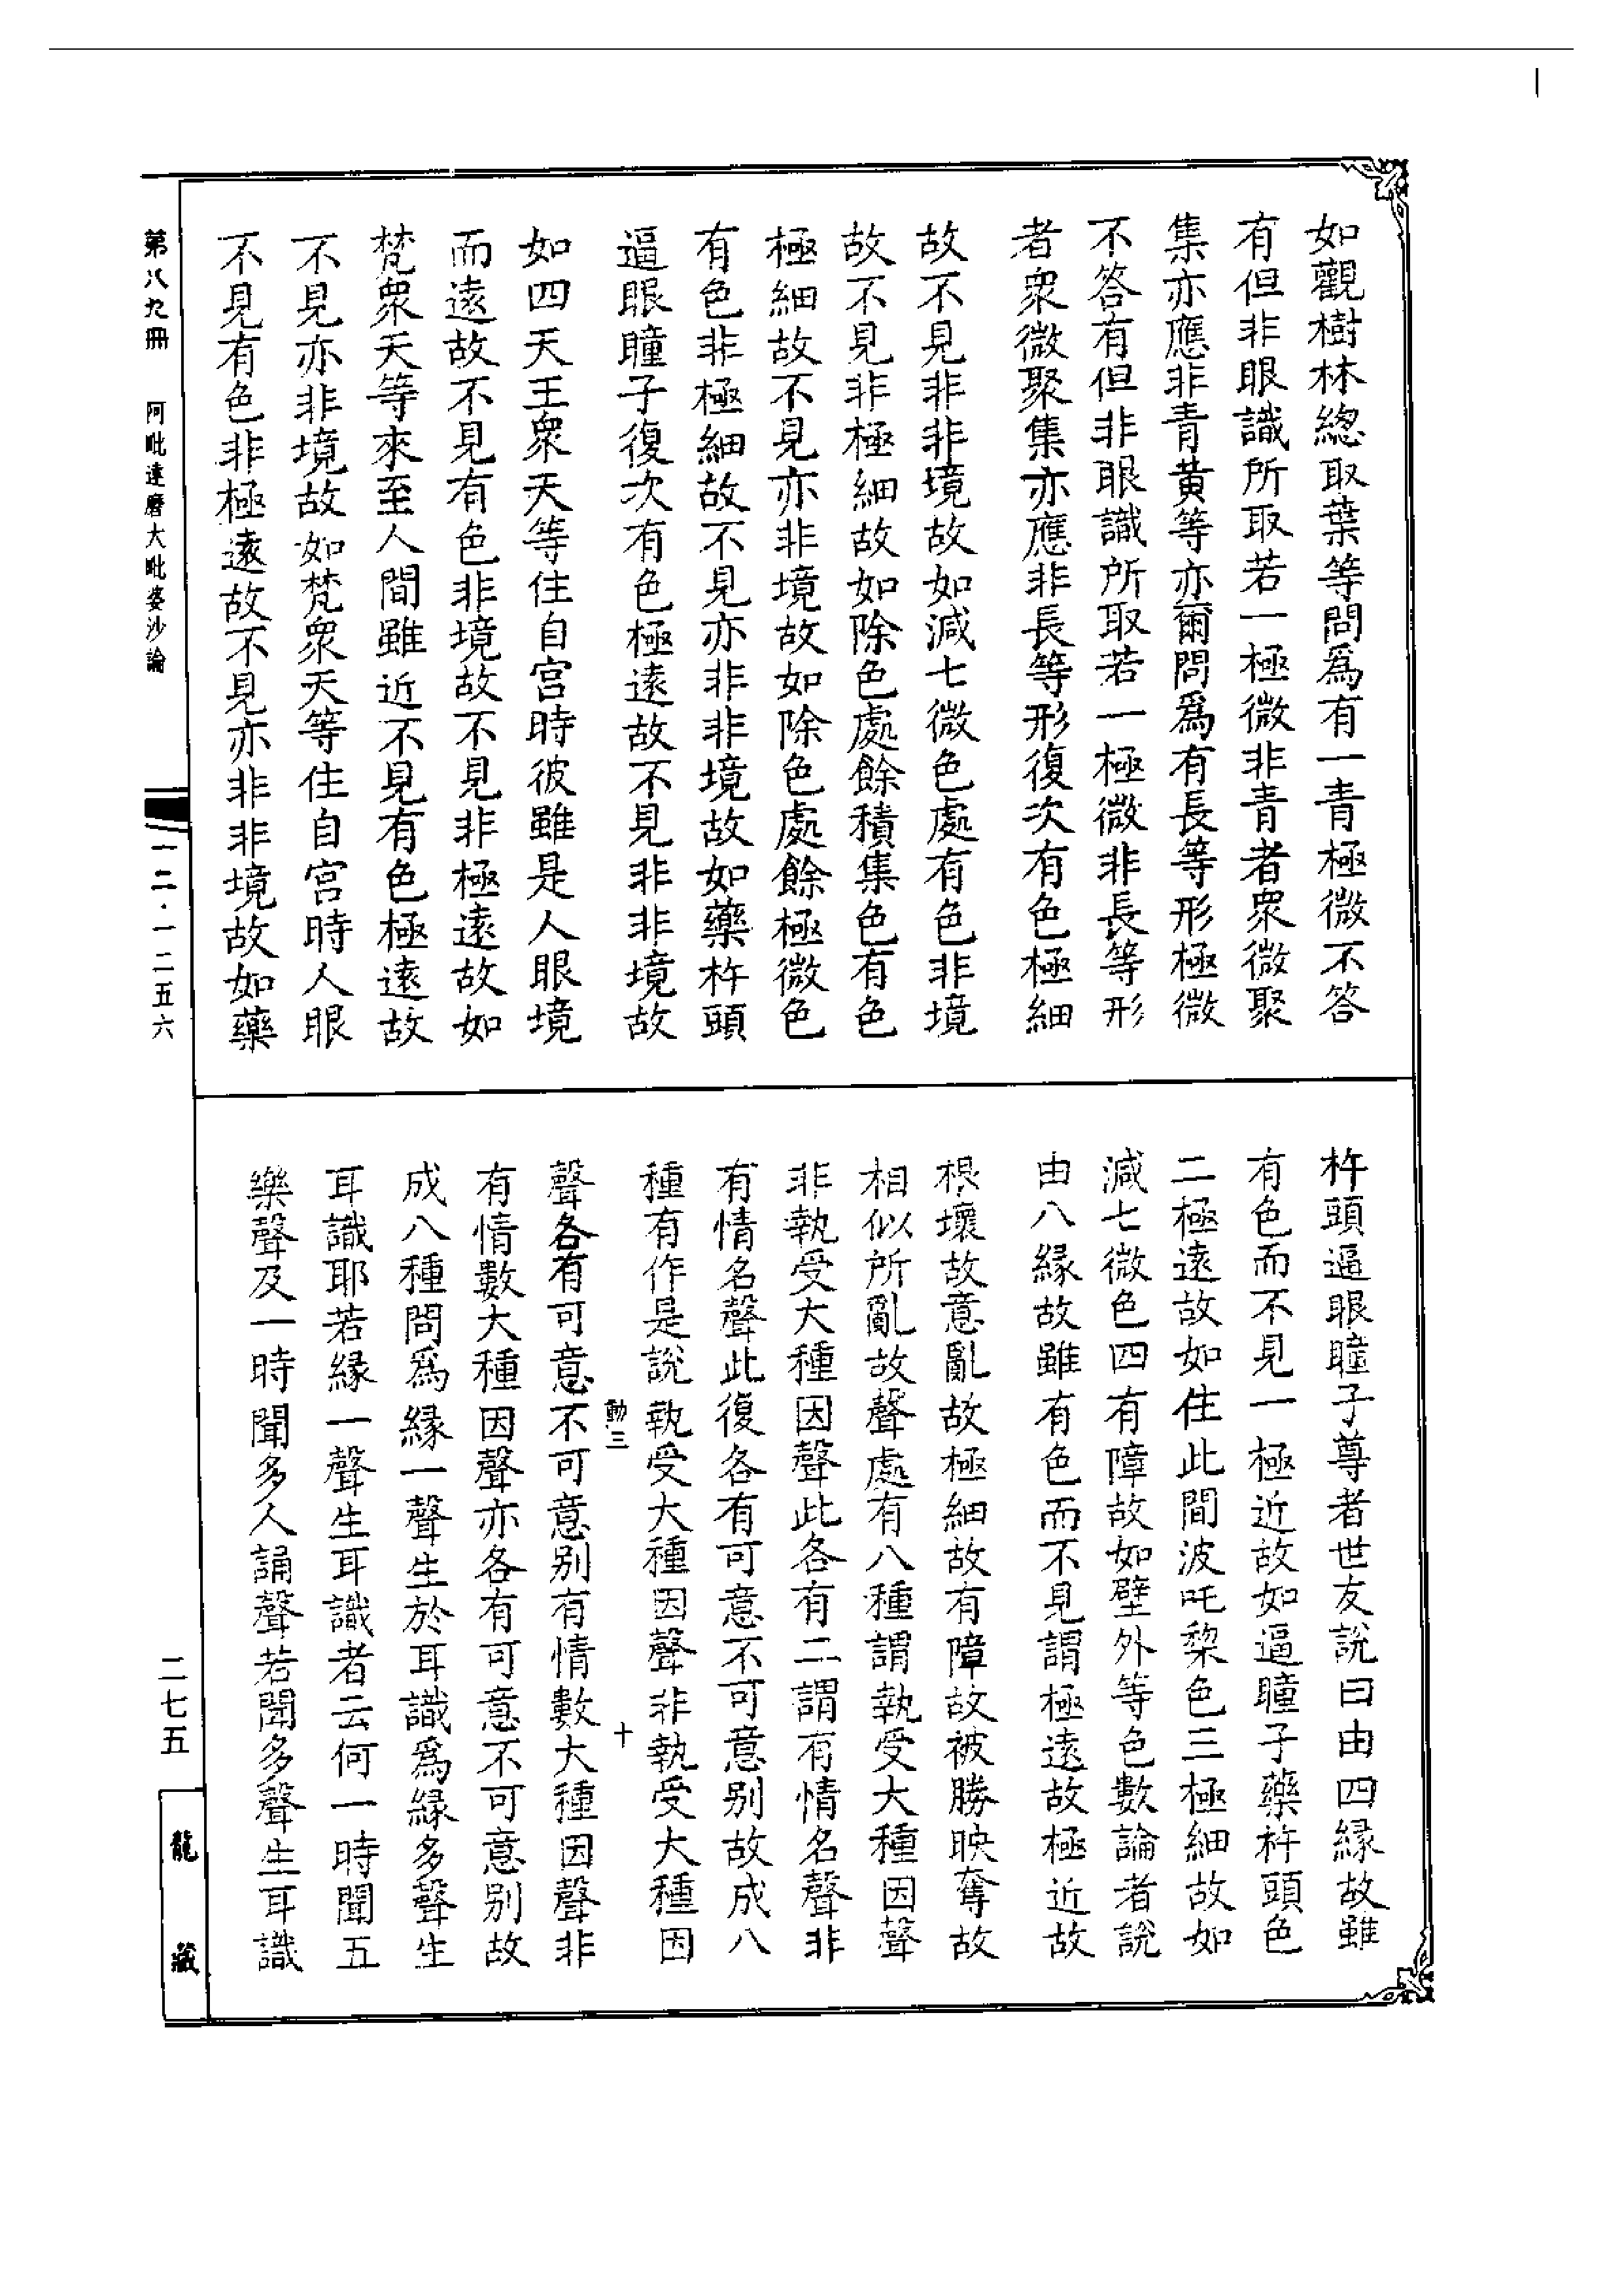 如觀樹林總取葉等問爲有一青極微不答
有但非眼識所取若一極微非青者衆微聚
集亦應非青黃等亦爾問爲有長等形極微
不答有但非眼識所取若一極微非長等形
者衆微聚集亦應非長等形復次有色極細
故不見非非境故如減七微色處有色非境
故不見非極細故如除色處餘積集色有色
極細故不見亦非境故如除色處餘極微色
有色非極細故不見亦非非境故如藥杵頭
逼眼瞳子復次有色極遠故不見非非境故
如四天王衆天等住自宮時彼雖是人眼境
而遠故不見有色非境故不見非極遠故如
梵衆天等來至人間雖近不見有色極遠故
不見亦非境故如梵衆天等住自宮時人眼
不見有色非極遠故不見亦非非境故如藥
杵頭逼眼瞳子尊者世友說曰由四緣故雖
有色而不見一極近故如逼瞳子藥杵頭色
二極遠故如住此間波吒棃色三極細故如
減七微色四有障故如壁外等色數論者說
由八緣故雖有色而不見謂極遠故極近故
根壞故意亂故極細故有障故被勝映奪故
相似所亂故聲處有八種謂執受大種因聲
非執受大種因聲此各有二謂有情名聲非
有情名聲此復各有可意不可意別故成八
種有作是說執受大種因聲非執受大種因
動三 十
聲各有可意不可意別有情數大種因聲非
有情數大種因聲亦各有可意不可意別故
成八種問爲緣一聲生於耳識爲緣多聲生
耳識耶若緣一聲生耳識者云何一時聞五
樂聲及一時聞多人誦聲若聞多聲生耳識
第八九冊 阿毗達磨大毗婆沙論
一二·一二五六
二七五
龍藏